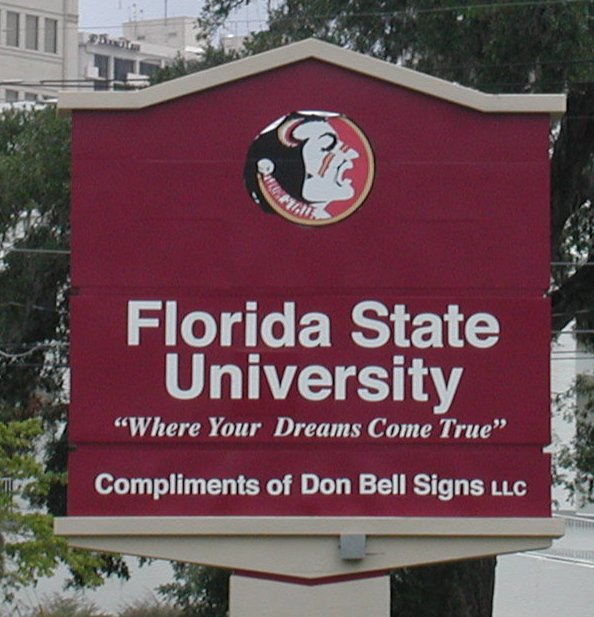 Florida State
University
“Where Your Dreams Come True”
Compliments of Don Bell Signs LLC